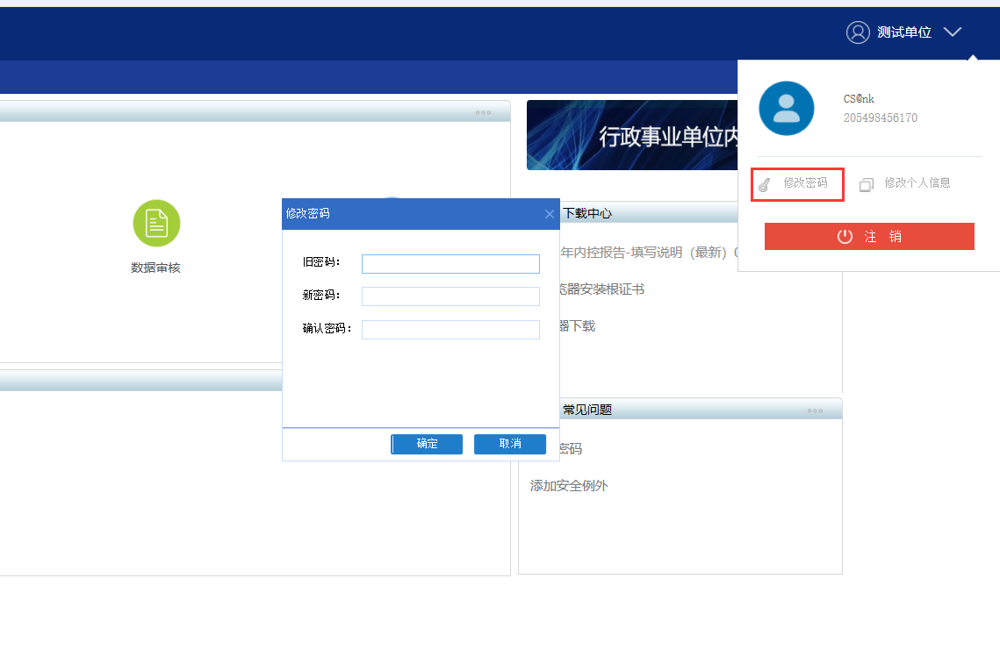 测试单位
CS@nk
205498456170
修改密码
修改个人信息
注 销
行政事业单位内
数据审核
修改密码
旧密码：
新密码：
确认密码：
确定
取消
下载中心
年内控报告-填写说明（最新）
览器安装根证书
器下载
常见问题
密码
添加安全例外